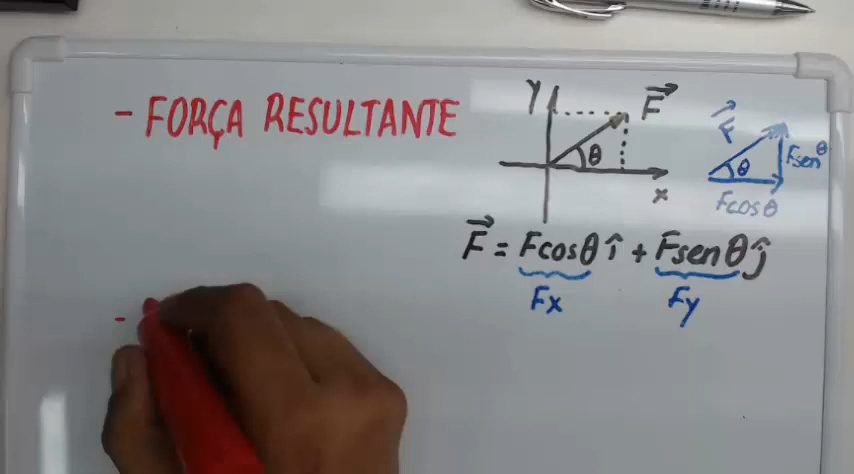 - FORÇA RESULTANTE
y
F⃗
θ
x
F⃗
θ
Fsenθ
Fcosθ
F⃗ = Fcosθ î + Fsenθ ĵ
Fx
Fy
-